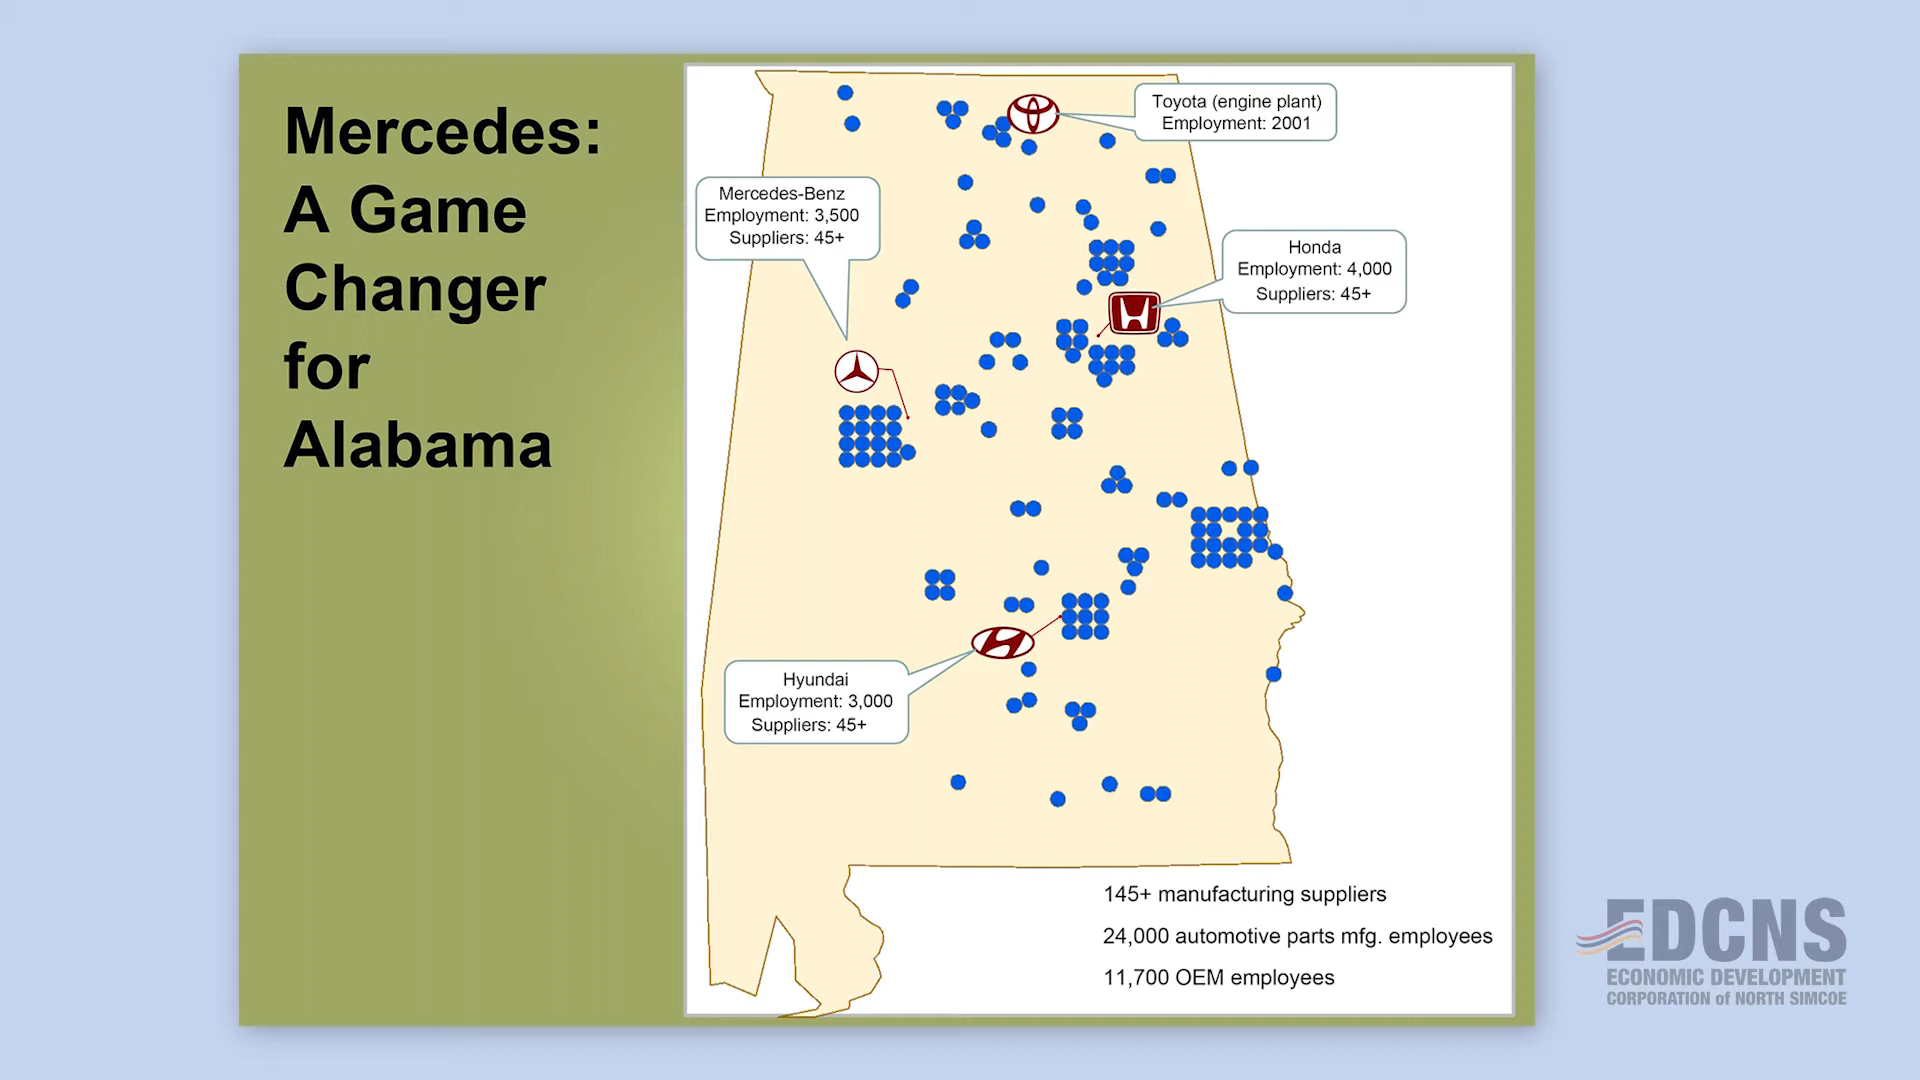 Mercedes:
A Game
Changer
for
Alabama
Toyota (engine plant)
Employment: 2001
Mercedes-Benz
Employment: 3,500
Suppliers: 45+
Honda
Employment: 4,000
Suppliers: 45+
Hyundai
Employment: 3,000
Suppliers: 45+
145+ manufacturing suppliers
24,000 automotive parts mfg. employees
11,700 OEM employees
EDCNS
ECONOMIC DEVELOPMENT
CORPORATION of NORTH SIMCOE